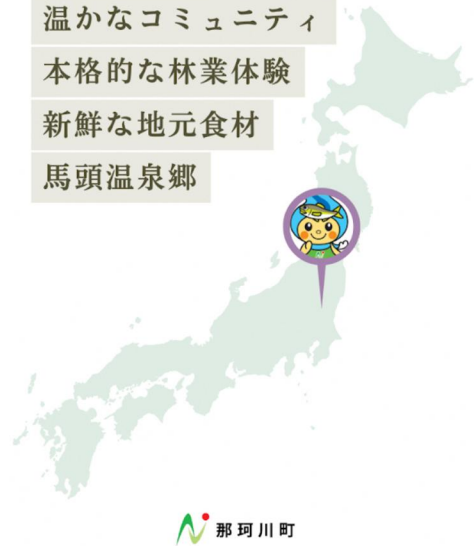 温かなコミュニティ
本格的な林業体験
新鮮な地元食材
馬頭温泉郷
那珂川町